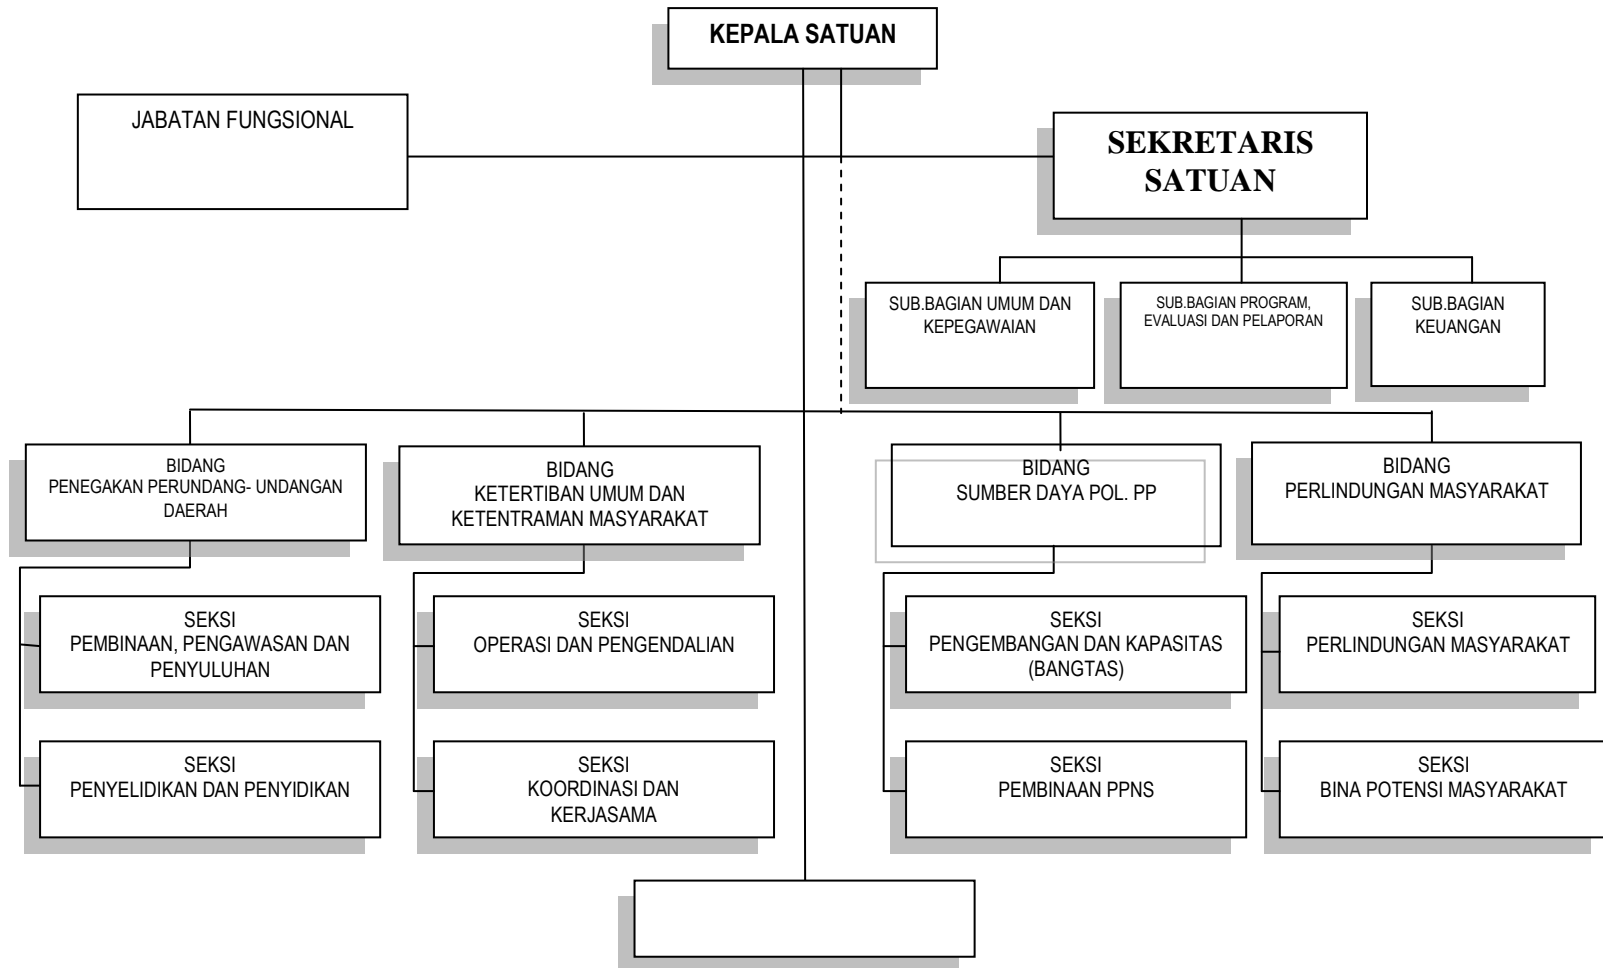 KEPALA SATUAN
JABATAN FUNGSIONAL
SEKRETARIS
SATUAN
SUB.BAGIAN UMUM DAN
KEPEGAWAIAN
SUB.BAGIAN PROGRAM,
EVALUASI DAN PELAPORAN
SUB.BAGIAN
KEUANGAN
BIDANG
PENEGAKAN PERUNDANG- UNDANGAN
DAERAH
BIDANG
KETERTIBAN UMUM DAN
KETENTRAMAN MASYARAKAT
BIDANG
SUMBER DAYA POL. PP
BIDANG
PERLINDUNGAN MASYARAKAT
SEKSI
PEMBINAAN, PENGAWASAN DAN
PENYULUHAN
SEKSI
OPERASI DAN PENGENDALIAN
SEKSI
PENGEMBANGAN DAN KAPASITAS
(BANGTAS)
SEKSI
PERLINDUNGAN MASYARAKAT
SEKSI
PENYELIDIKAN DAN PENYIDIKAN
SEKSI
KOORDINASI DAN
KERJASAMA
SEKSI
PEMBINAAN PPNS
SEKSI
BINA POTENSI MASYARAKAT